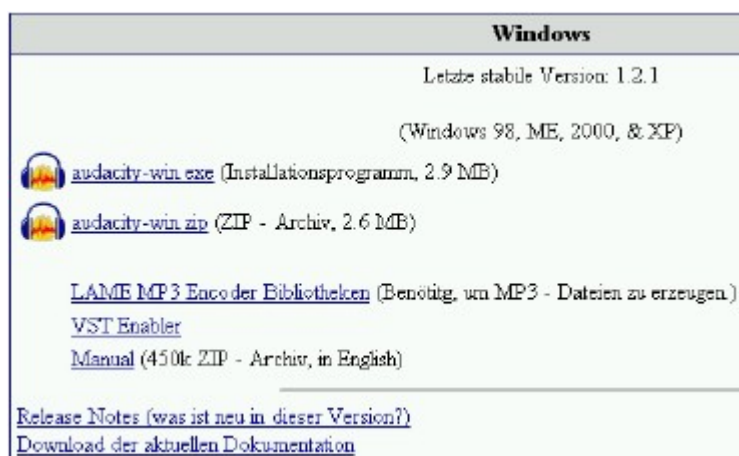 Windows
Letzte stabile Version: 1.2.1
(Windows 98, ME, 2000, & XP)
audacity-win.exe (Installationsprogramm, 2.9 MB)
audacity-win.zip (ZIP - Archiv, 2.6 MB)
LAME MP3 Encoder Bibliotheken (Benötitg, um MP3 - Dateien zu erzeugen.)
VST Enabler
Manual (450k ZIP - Archiv, in English)
Release Notes (was ist neu in dieser Version?)
Download der aktuellen Dokumentation